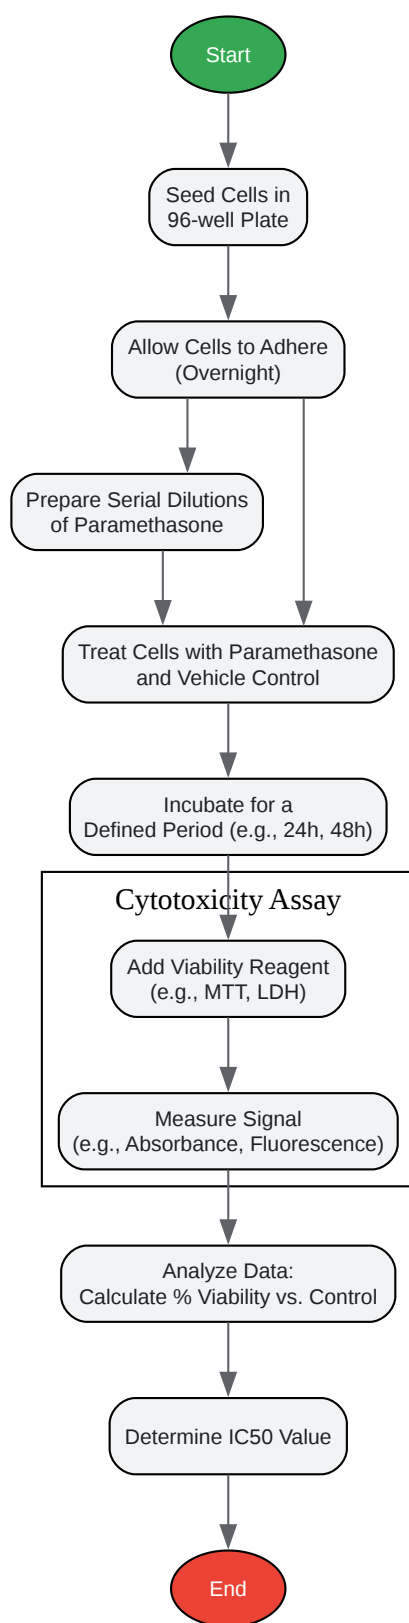 Start
Seed Cells in
96-well Plate
Allow Cells to Adhere
(Overnight)
Prepare Serial Dilutions
of Paramethasone
Treat Cells with Paramethasone
and Vehicle Control
Incubate for a
Defined Period (e.g., 24h, 48h)
Cytotoxicity Assay
Add Viability Reagent
(e.g., MTT, LDH)
Measure Signal
(e.g., Absorbance, Fluorescence)
Analyze Data:
Calculate % Viability vs. Control
Determine IC50 Value
End